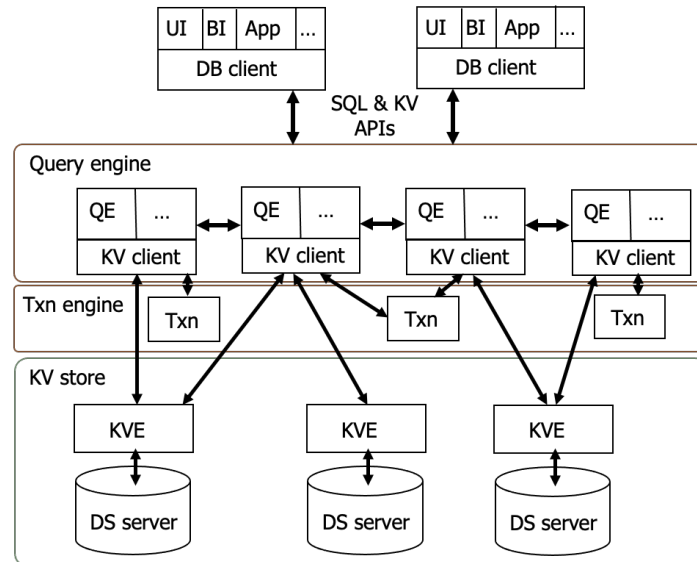 UI BI App ...
DB client
UI BI App ...
DB client
SQL & KV
APIs
Query engine
QE ...
KV client
QE ...
KV client
QE ...
KV client
QE ...
KV client
Txn engine
Txn
Txn
Txn
KV store
KVE
KVE
KVE
DS server
DS server
DS server